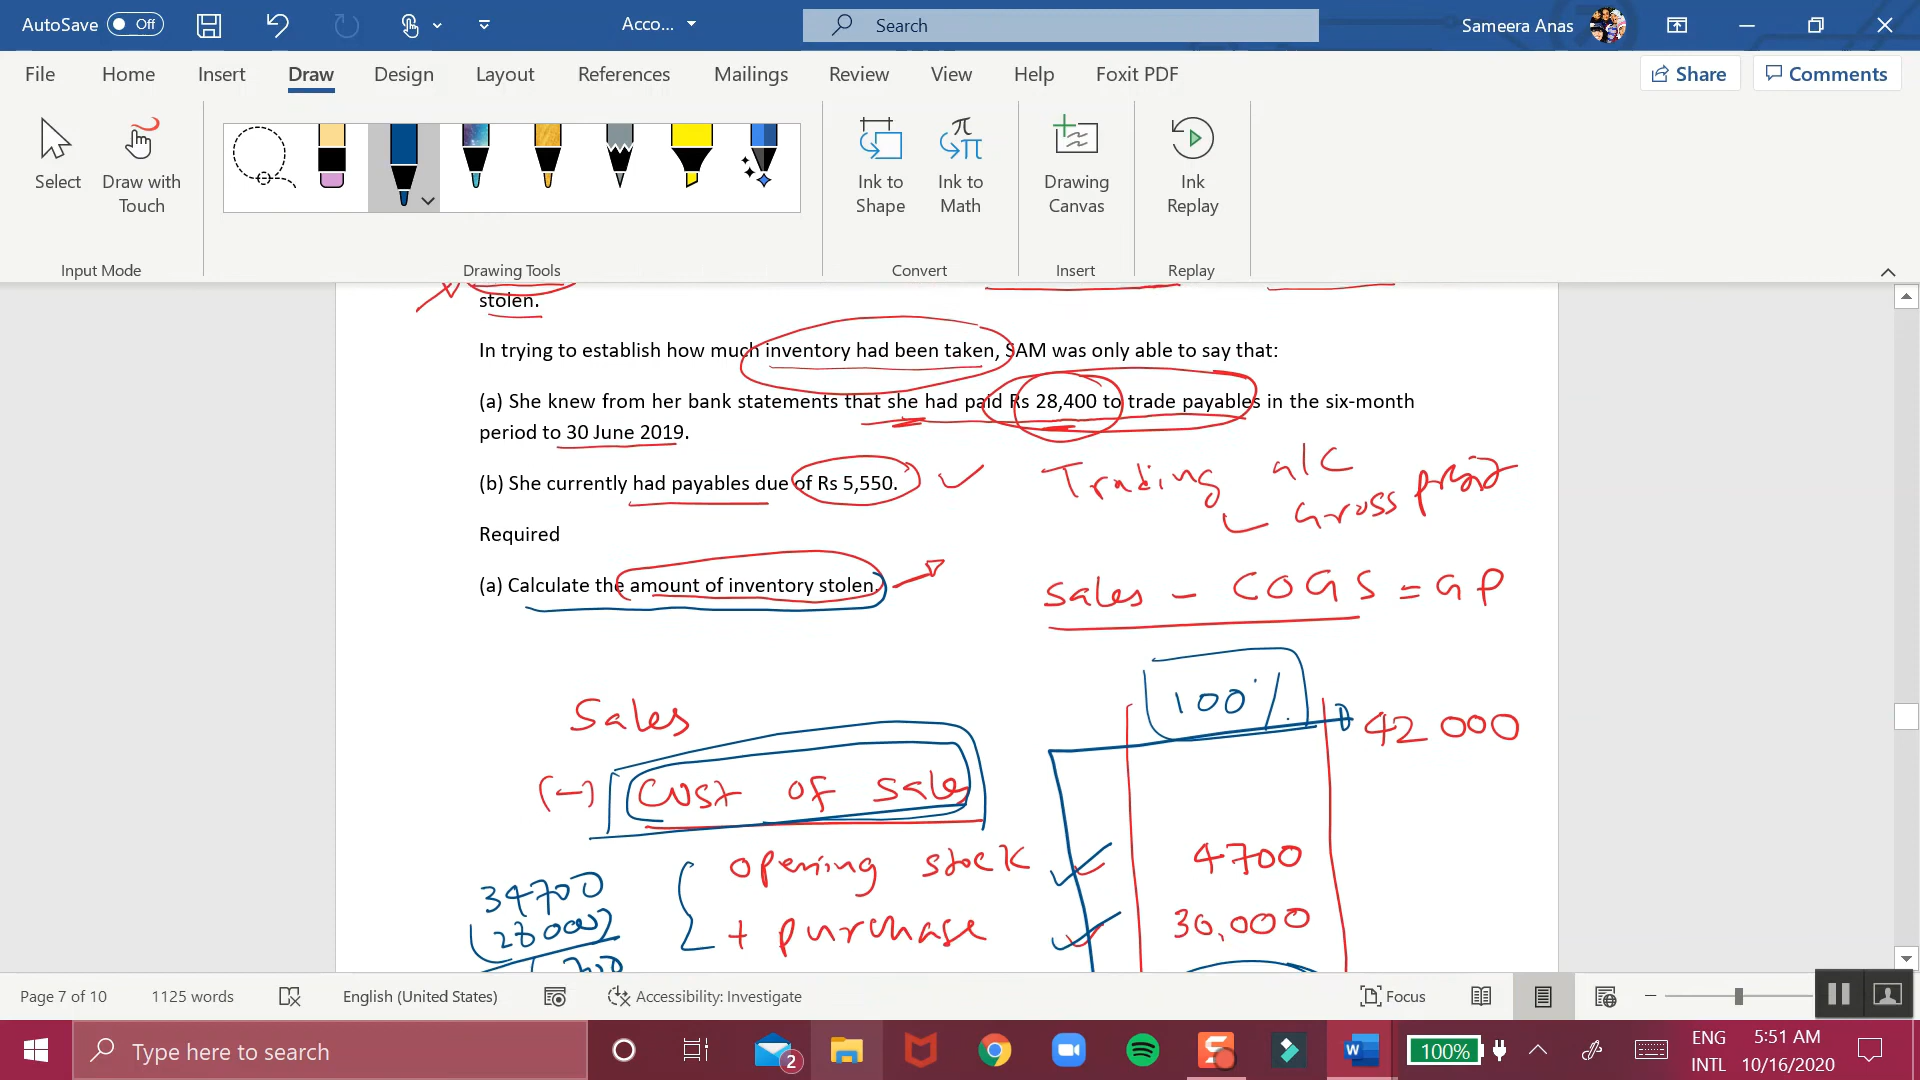 AutoSave Off Acco... Search Sameera Anas
File Home Insert Draw Design Layout References Mailings Review View Help Foxit PDF Share Comments
Select Draw with Touch Ink to Shape Ink to Math Drawing Canvas Ink Replay
Input Mode Drawing Tools Convert Insert Replay
stolen.
In trying to establish how much inventory had been taken, SAM was only able to say that:
(a) She knew from her bank statements that she had paid Rs 28,400 to trade payables in the six-month
period to 30 June 2019.
(b) She currently had payables due of Rs 5,550.
Trading a/c
Gross profit
Required
(a) Calculate the amount of inventory stolen.
Sales - COGS = GP
100%
Sales 42 000
(-) Cost of sales
opening stock 4700
+ purchase 30,000
34700
(28000)
Page 7 of 10 1125 words English (United States) Accessibility: Investigate Focus
Type here to search 2 100% ENG 5:51 AM
INTL 10/16/2020